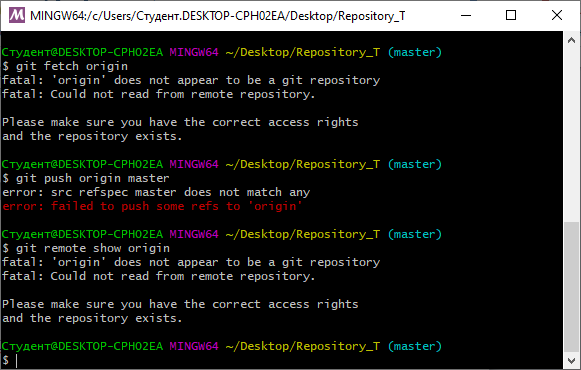 MINGW64:/c/Users/Студент.DESKTOP-CPH02EA/Desktop/Repository_T
Студент@DESKTOP-CPH02EA MINGW64 ~/Desktop/Repository_T (master)
$ git fetch origin
fatal: 'origin' does not appear to be a git repository
fatal: Could not read from remote repository.
Please make sure you have the correct access rights
and the repository exists.
Студент@DESKTOP-CPH02EA MINGW64 ~/Desktop/Repository_T (master)
$ git push origin master
error: src refspec master does not match any
error: failed to push some refs to 'origin'
Студент@DESKTOP-CPH02EA MINGW64 ~/Desktop/Repository_T (master)
$ git remote show origin
fatal: 'origin' does not appear to be a git repository
fatal: Could not read from remote repository.
Please make sure you have the correct access rights
and the repository exists.
Студент@DESKTOP-CPH02EA MINGW64 ~/Desktop/Repository_T (master)
$